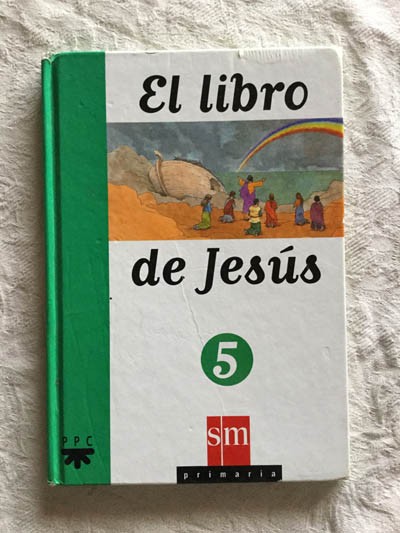 El libro
de Jesús
5
PPC
sm
primaria